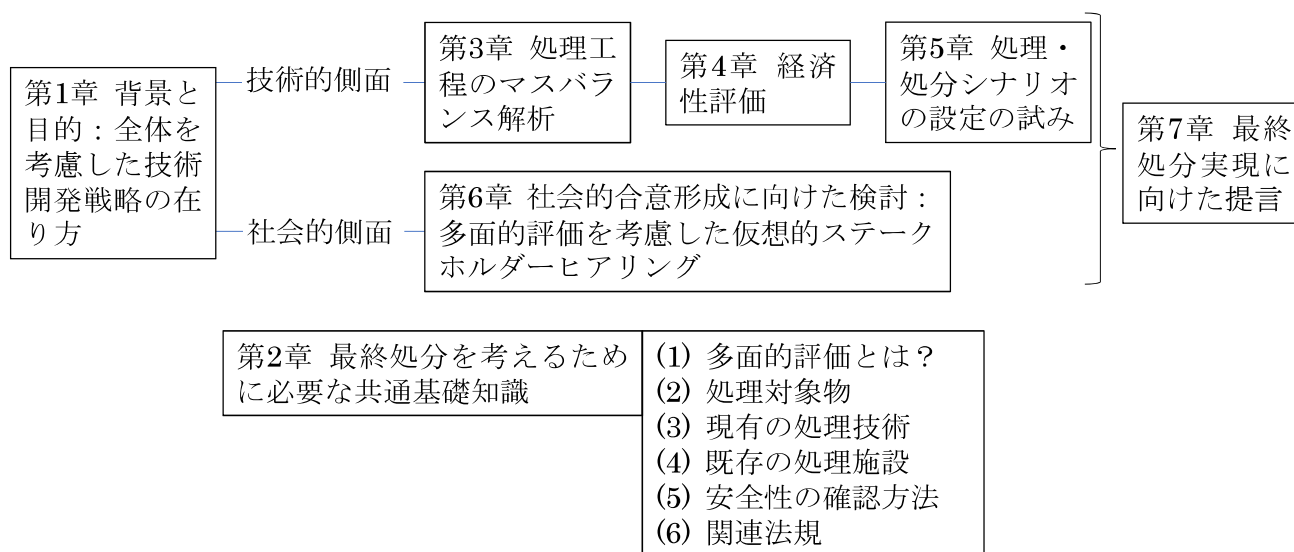 第1章 背景と
目的：全体を
考慮した技術
開発戦略の在
り方
技術的側面
第3章 処理工
程のマスバラ
ンス解析
第4章 経済
性評価
第5章 処理・
処分シナリオ
の設定の試み
社会的側面
第6章 社会的合意形成に向けた検討：
多面的評価を考慮した仮想的ステーク
ホルダーヒアリング
第7章 最終
処分実現に
向けた提言
第2章 最終処分を考えるため
に必要な共通基礎知識
(1) 多面的評価とは？
(2) 処理対象物
(3) 現有の処理技術
(4) 既存の処理施設
(5) 安全性の確認方法
(6) 関連法規